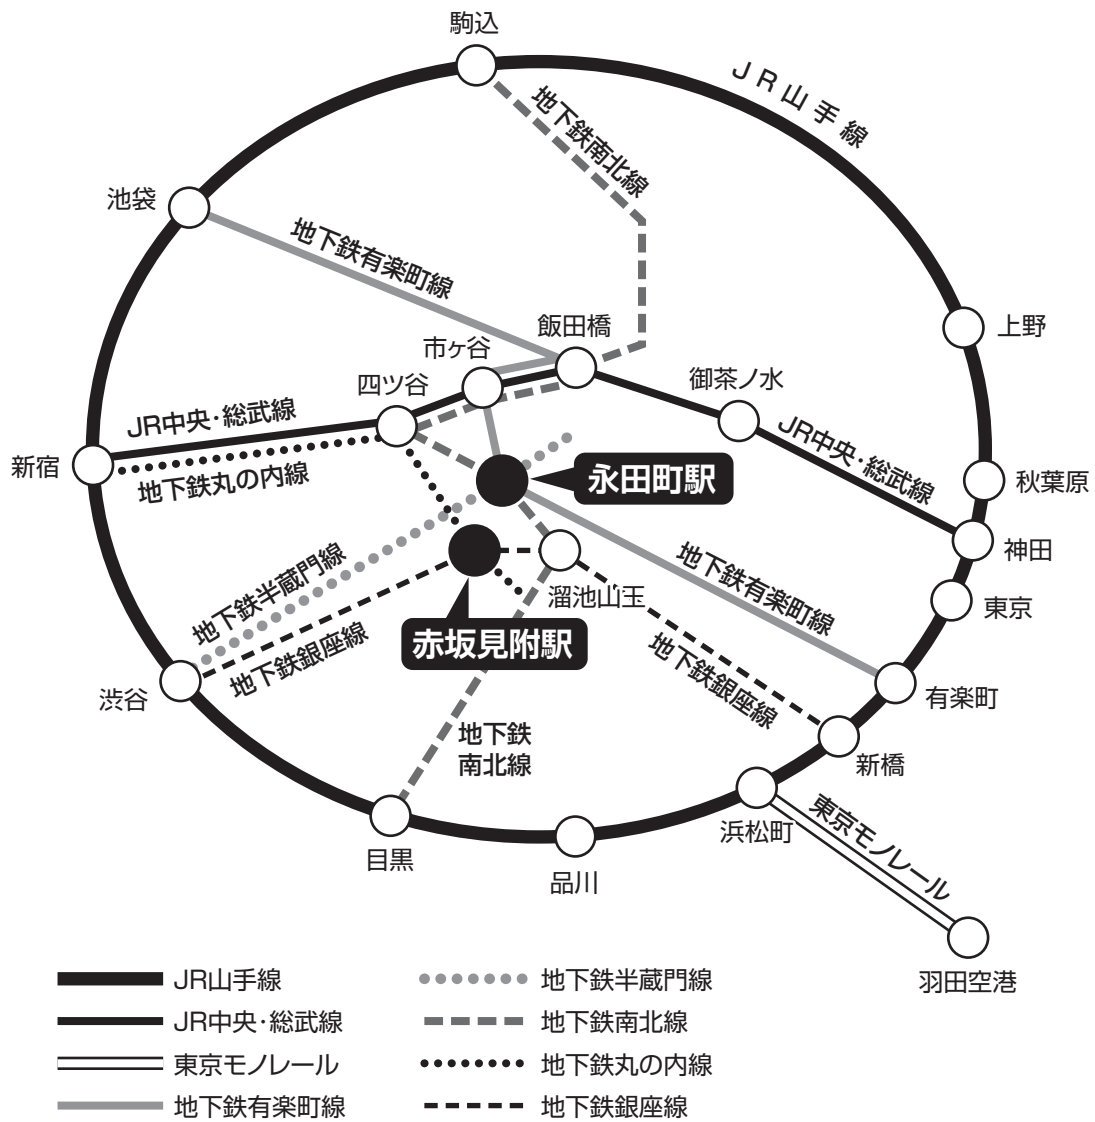 駒込
JR山手線
地下鉄南北線
池袋
地下鉄有楽町線
飯田橋
上野
市ヶ谷
四ツ谷
御茶ノ水
JR中央・総武線
JR中央・総武線
新宿
地下鉄丸の内線
永田町駅
秋葉原
神田
地下鉄半蔵門線
地下鉄有楽町線
溜池山王
東京
赤坂見附駅
地下鉄銀座線
地下鉄銀座線
渋谷
有楽町
地下鉄
南北線
新橋
浜松町
東京モノレール
目黒
品川
羽田空港
JR山手線
JR中央・総武線
東京モノレール
地下鉄有楽町線
地下鉄半蔵門線
地下鉄南北線
地下鉄丸の内線
地下鉄銀座線